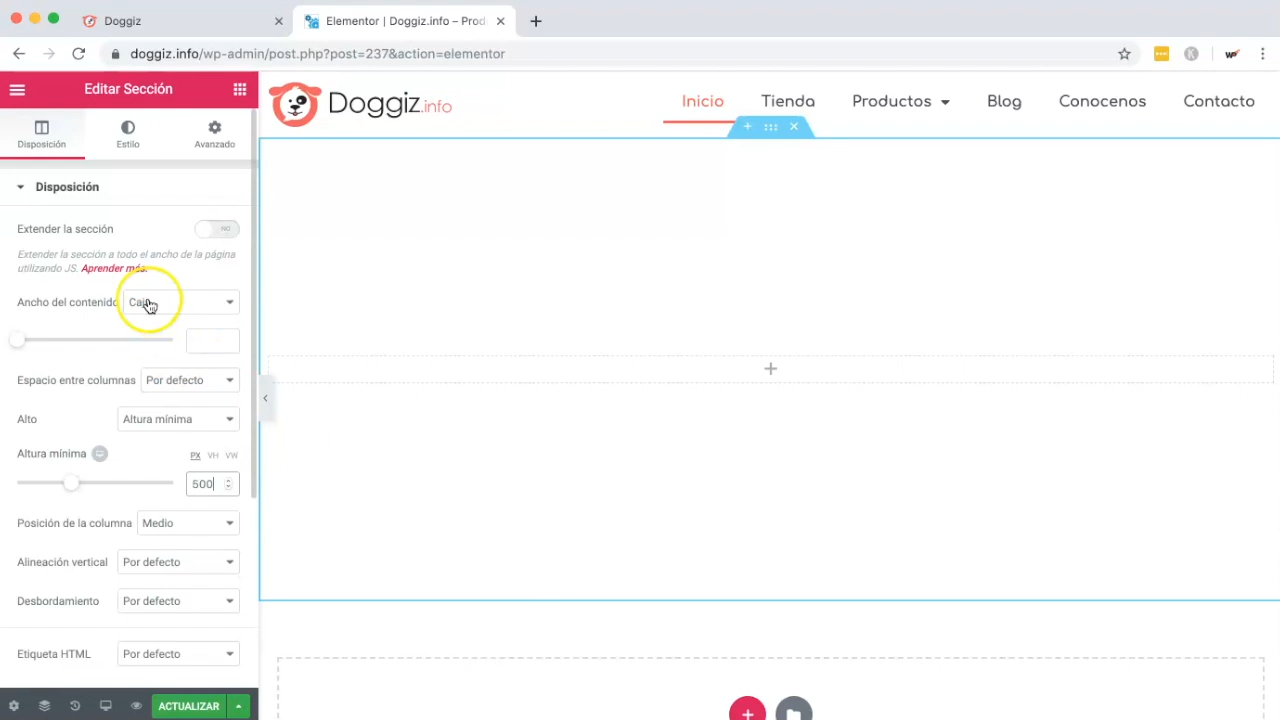 Doggiz
Elementor | Doggiz.info – Prod
doggiz.info/wp-admin/post.php?post=237&action=elementor
Editar Sección
Disposición
Estilo
Avanzado
Doggiz.info
Inicio
Tienda
Productos
Blog
Conocenos
Contacto
Disposición
Extender la sección
NO
Extender la sección a todo el ancho de la página
utilizando JS. Aprender más.
Ancho del contenido
Espacio entre columnas
Por defecto
Alto
Altura mínima
Altura mínima
PX VH VW
500
Posición de la columna
Medio
Alineación vertical
Por defecto
Desbordamiento
Por defecto
Etiqueta HTML
Por defecto
ACTUALIZAR